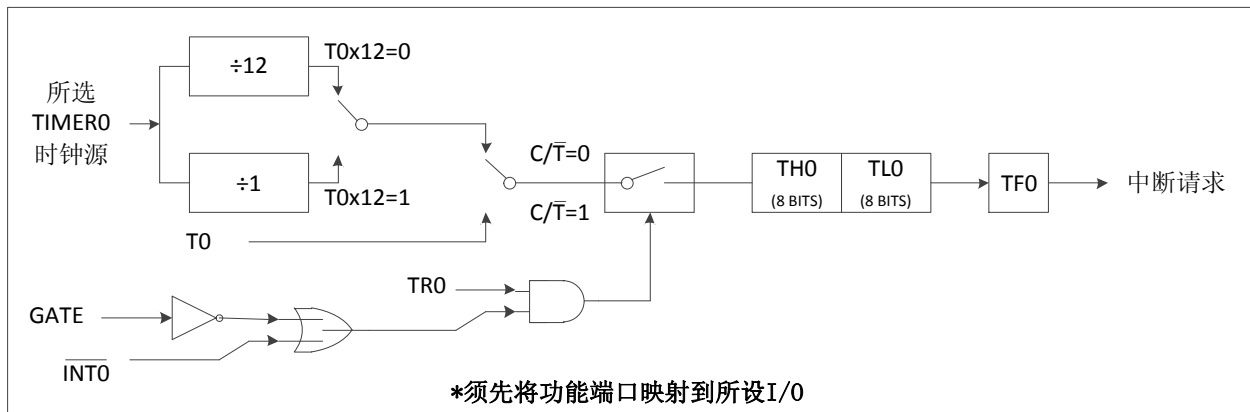 ÷12
T0x12=0
所选
TIMER0
时钟源
÷1
T0x12=1
C/T̅=0
C/T̅=1
TH0
(8 BITS)
TL0
(8 BITS)
TF0
中断请求
T0
TR0
GATE
I̅N̅T̅0̅
*须先将功能端口映射到所设I/0